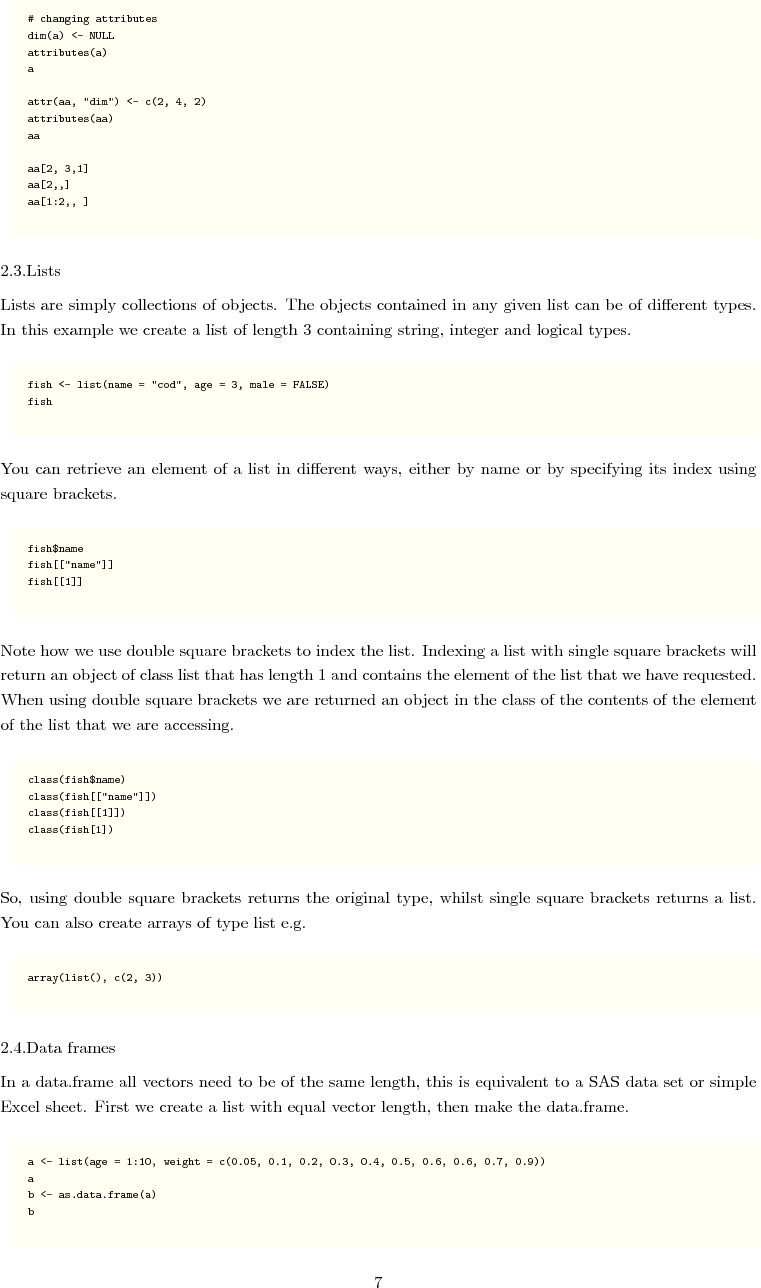 # changing attributes
dim(a) <- NULL
attributes(a)
a
attr(aa, "dim") <- c(2, 4, 2)
attributes(aa)
aa
aa[2, 3,1]
aa[2,,]
aa[1:2,, ]
2.3.Lists
Lists are simply collections of objects. The objects contained in any given list can be of different types.
In this example we create a list of length 3 containing string, integer and logical types.
fish <- list(name = "cod", age = 3, male = FALSE)
fish
You can retrieve an element of a list in different ways, either by name or by specifying its index using
square brackets.
fish$name
fish[["name"]]
fish[[1]]
Note how we use double square brackets to index the list. Indexing a list with single square brackets will
return an object of class list that has length 1 and contains the element of the list that we have requested.
When using double square brackets we are returned an object in the class of the contents of the element
of the list that we are accessing.
class(fish$name)
class(fish[["name"]])
class(fish[[1]])
class(fish[1])
So, using double square brackets returns the original type, whilst single square brackets returns a list.
You can also create arrays of type list e.g.
array(list(), c(2, 3))
2.4.Data frames
In a data.frame all vectors need to be of the same length, this is equivalent to a SAS data set or simple
Excel sheet. First we create a list with equal vector length, then make the data.frame.
a <- list(age = 1:10, weight = c(0.05, 0.1, 0.2, 0.3, 0.4, 0.5, 0.6, 0.6, 0.7, 0.9))
a
b <- as.data.frame(a)
b
7